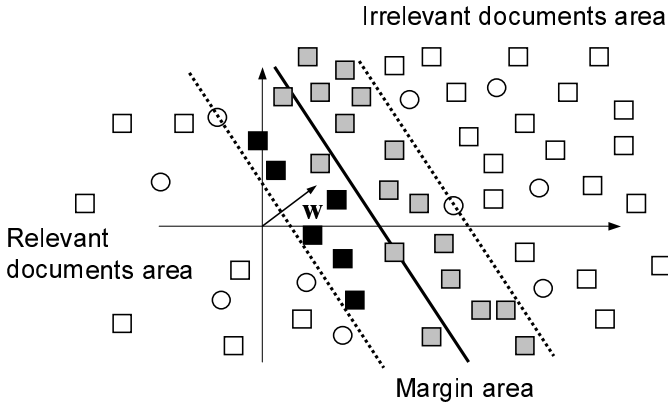 Irrelevant documents area
w
Relevant
documents area
Margin area